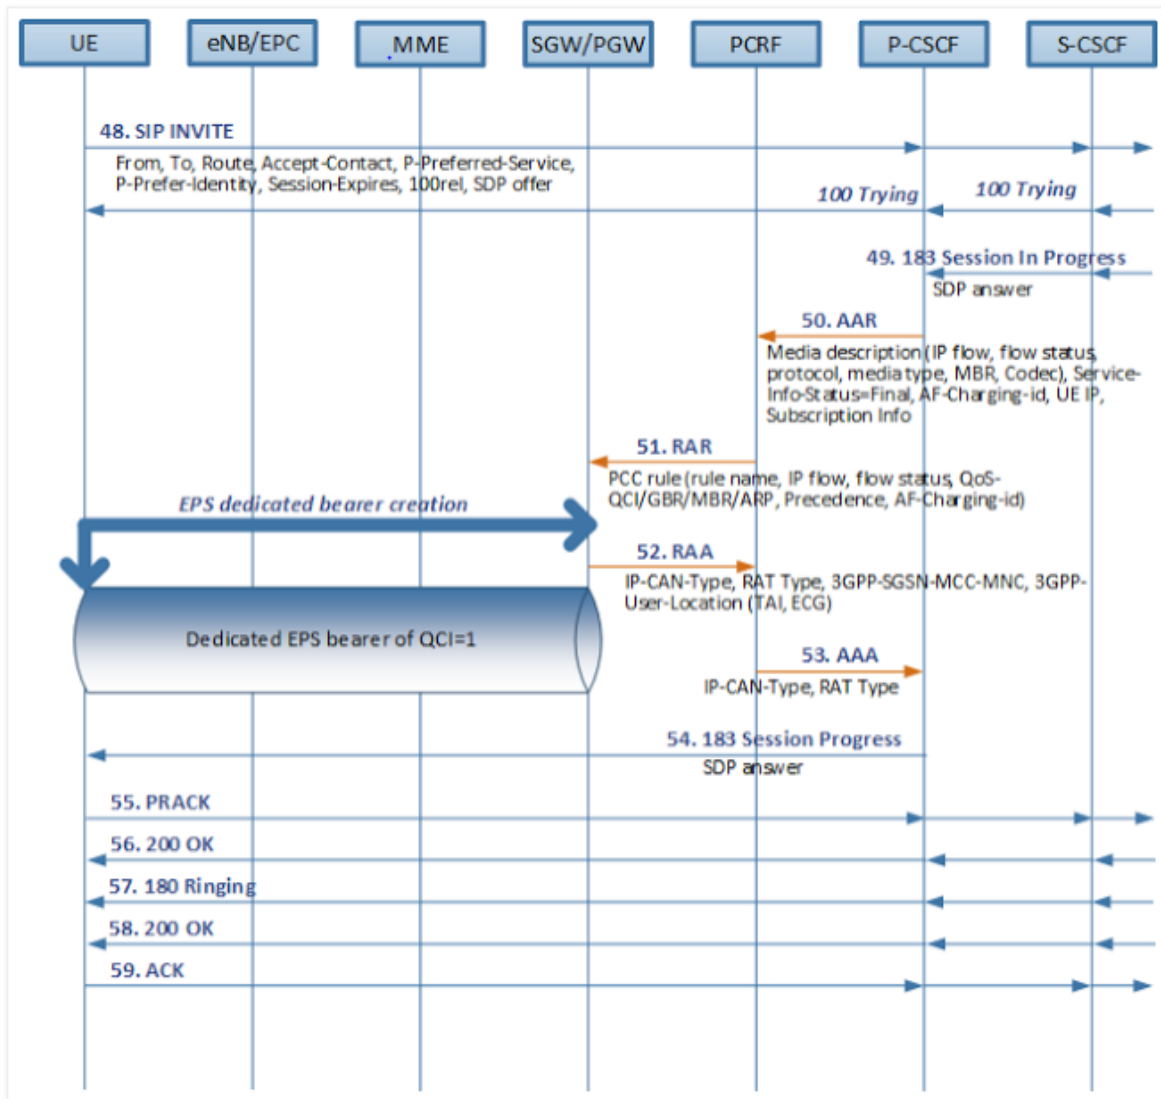 UE
eNB/EPC
MME
SGW/PGW
PCRF
P-CSCF
S-CSCF
48. SIP INVITE
From, To, Route, Accept-Contact, P-Preferred-Service,
P-Prefer-Identity, Session-Expires, 100rel, SDP offer
100 Trying
100 Trying
49. 183 Session In Progress
SDP answer
50. AAR
Media description (IP flow, flow status,
protocol, media type, MBR, Codec), Service-
Info-Status=Final, AF-Charging-id, UE IP,
Subscription Info
51. RAR
PCC rule (rule name, IP flow, flow status, QoS-
QCI/GBR/MBR/ARP, Precedence, AF-Charging-id)
EPS dedicated bearer creation
52. RAA
IP-CAN-Type, RAT Type, 3GPP-SGSN-MCC-MNC, 3GPP-
User-Location (TAI, ECG)
Dedicated EPS bearer of QCI=1
53. AAA
IP-CAN-Type, RAT Type
54. 183 Session Progress
SDP answer
55. PRACK
56. 200 OK
57. 180 Ringing
58. 200 OK
59. ACK